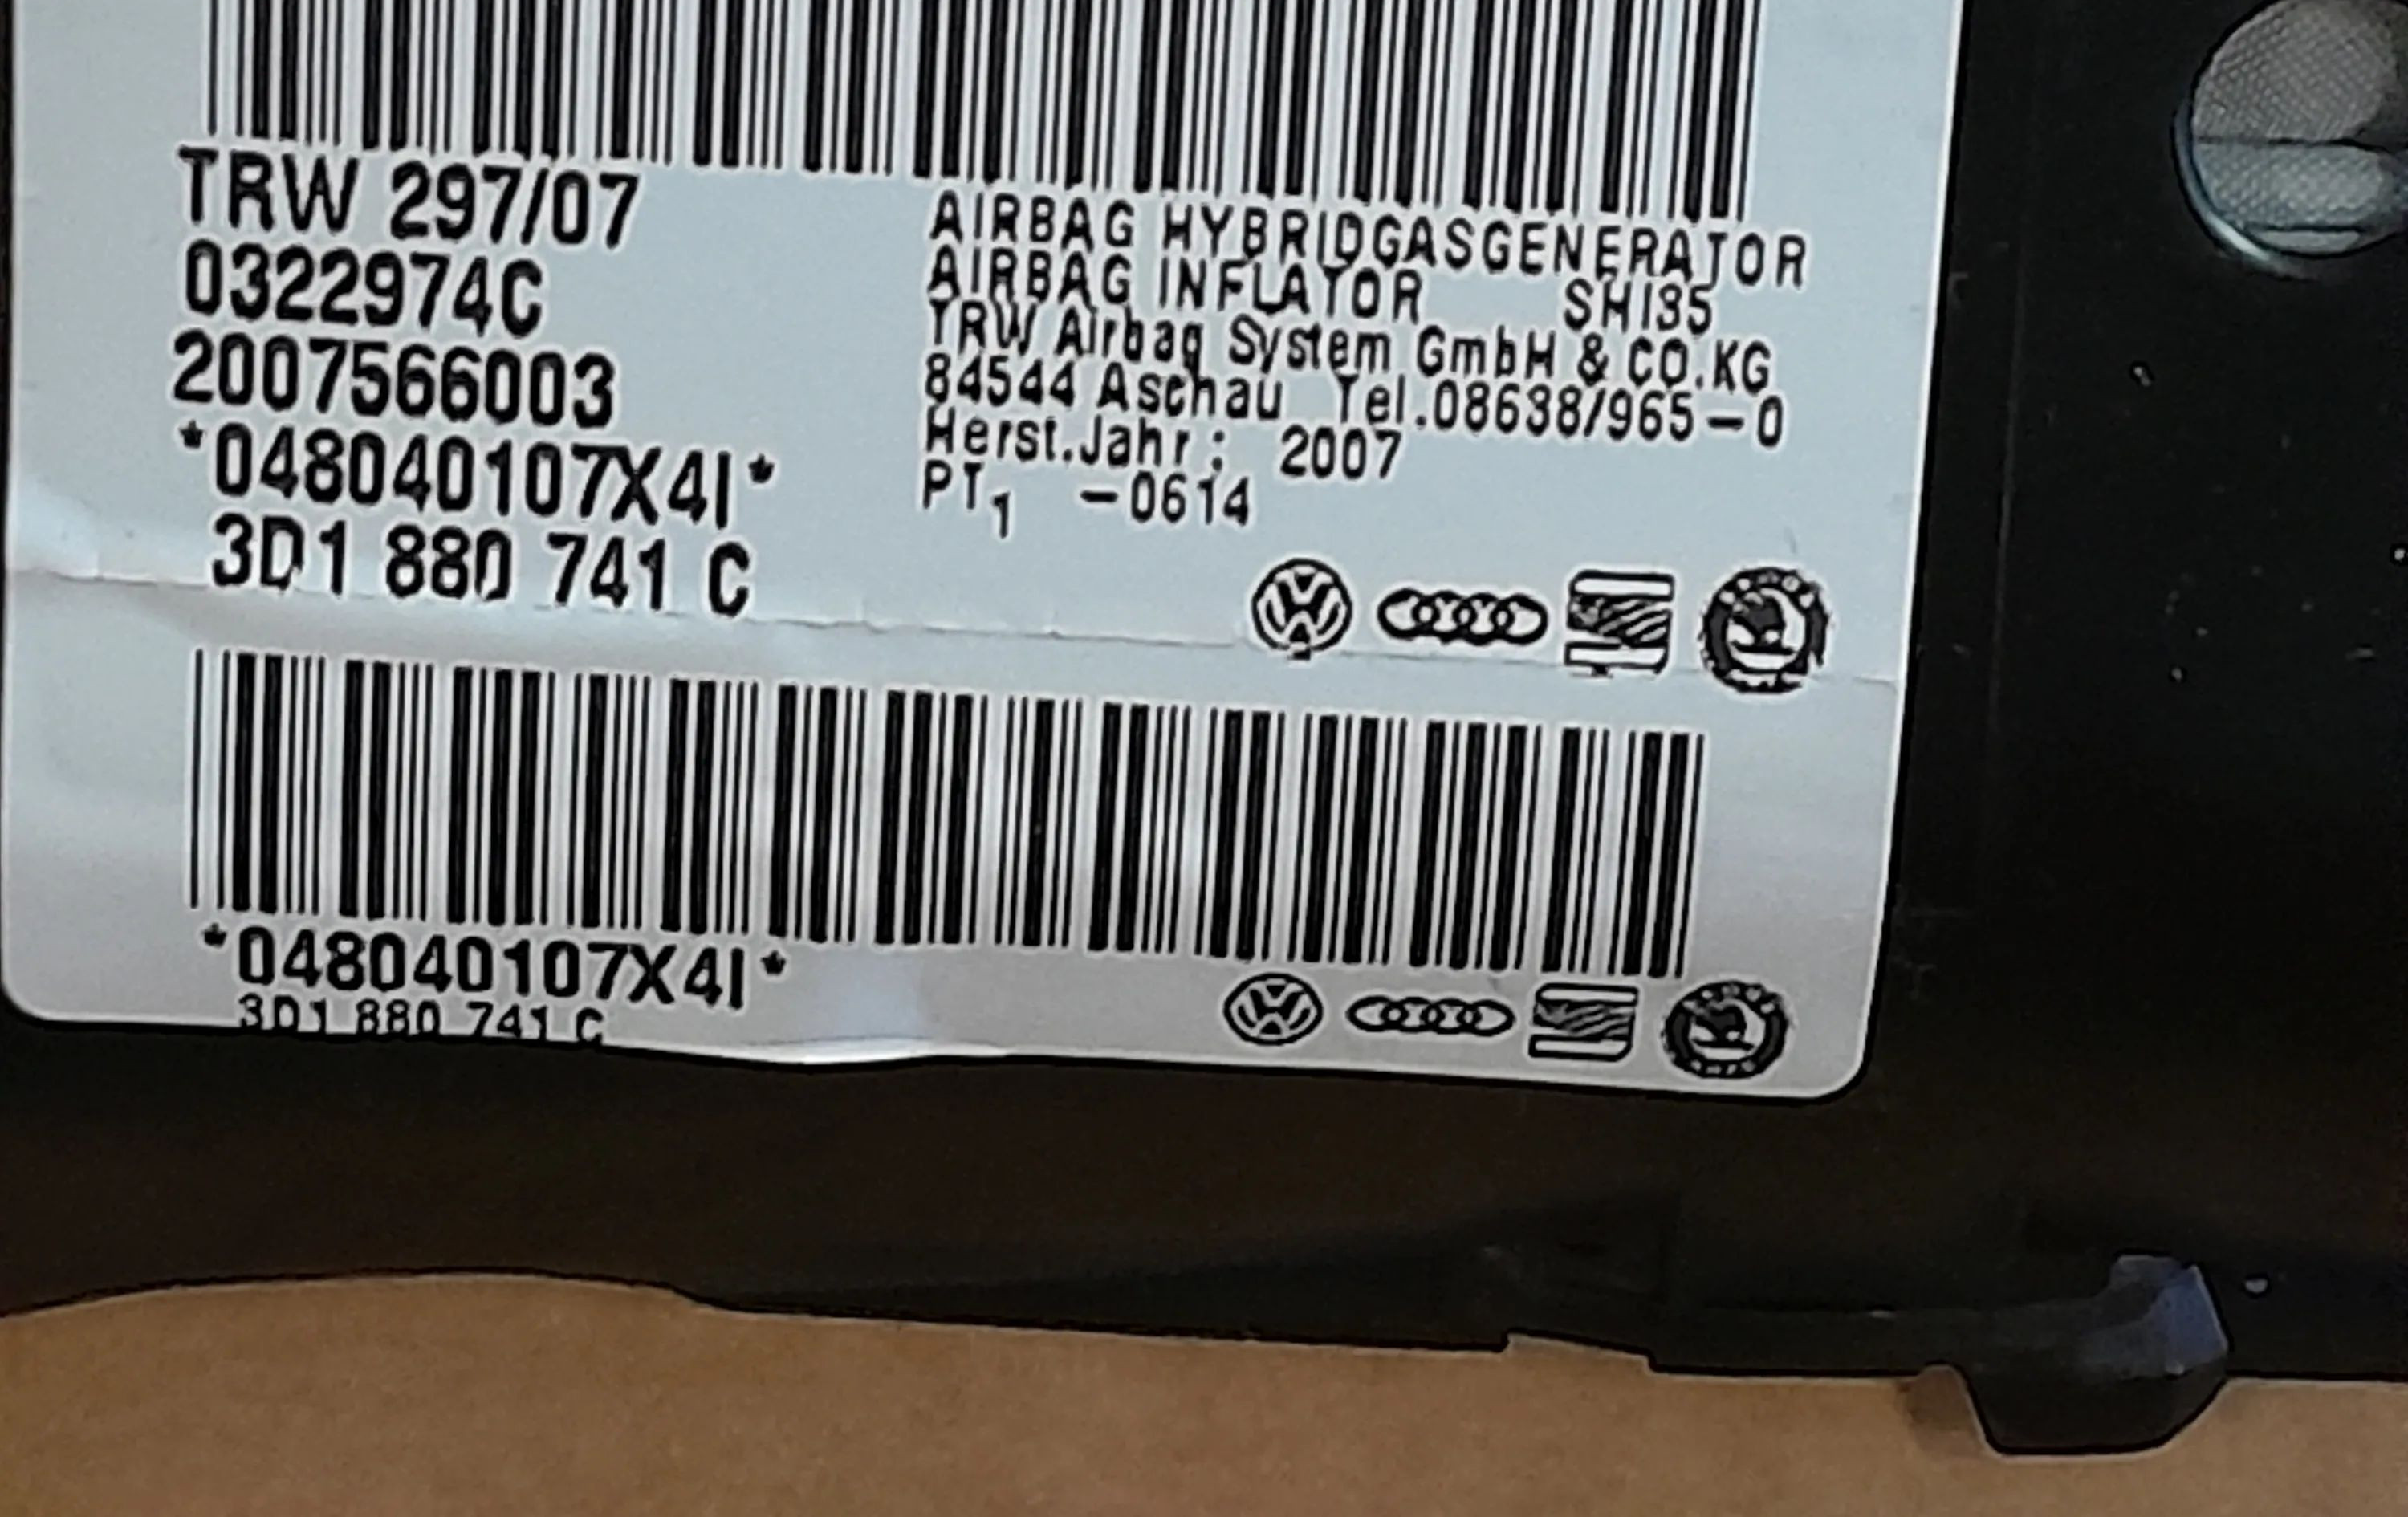 TRW 297/07
0322974C
2007566003
*048040107X4I*
3D1 880 741 C
AIRBAG HYBRIDGASGENERATOR
AIRBAG INFLATOR SHI35
TRW Airbag System GmbH & CO.KG
84544 Aschau Tel.08638/965-0
Herst.Jahr: 2007
PT1 -0614
*048040107X4I*
3D1 880 741 C